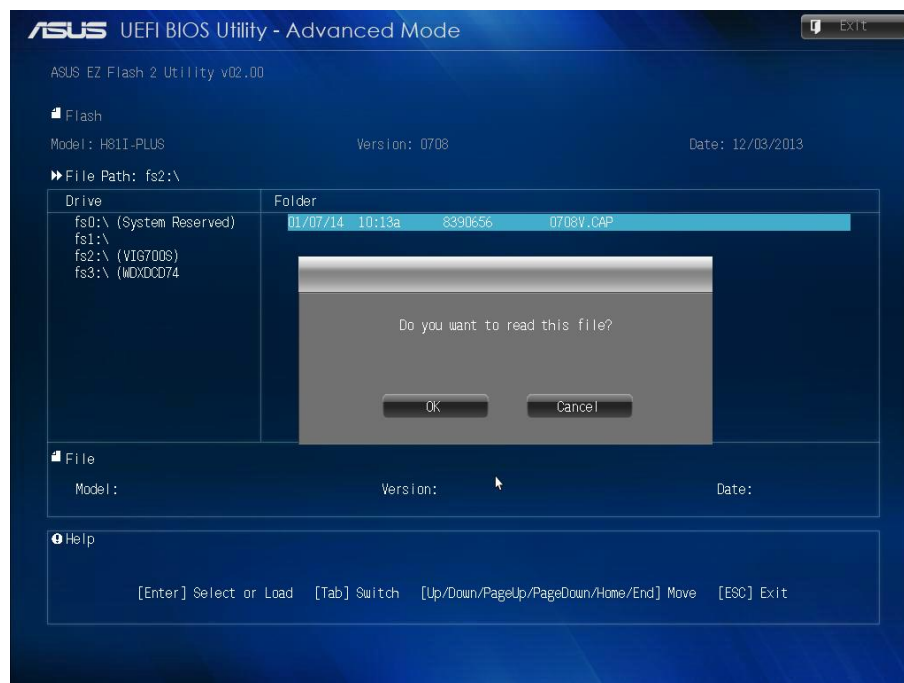 ASUS UEFI BIOS Utility - Advanced Mode
Exit
ASUS EZ Flash 2 Utility v02.00
Flash
Model: H81I-PLUS Version: 0708 Date: 12/03/2013
File Path: fs2:\
Drive Folder
fs0:\ (System Reserved) 01/07/14 10:13a 8390656 0708V.CAP
fs1:\
fs2:\ (VIG700S)
fs3:\ (WDXDCD74
Do you want to read this file?
OK Cancel
File
Model: Version: Date:
Help
[Enter] Select or Load [Tab] Switch [Up/Down/PageUp/PageDown/Home/End] Move [ESC] Exit